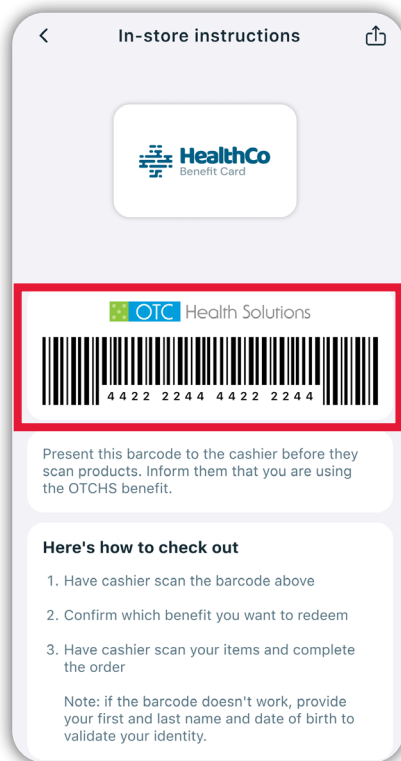 In-store instructions
HealthCo
Benefit Card
OTC Health Solutions
4422 2244 4422 2244
Present this barcode to the cashier before they
scan products. Inform them that you are using
the OTCHS benefit.
Here's how to check out
1. Have cashier scan the barcode above
2. Confirm which benefit you want to redeem
3. Have cashier scan your items and complete
the order
Note: if the barcode doesn't work, provide
your first and last name and date of birth to
validate your identity.